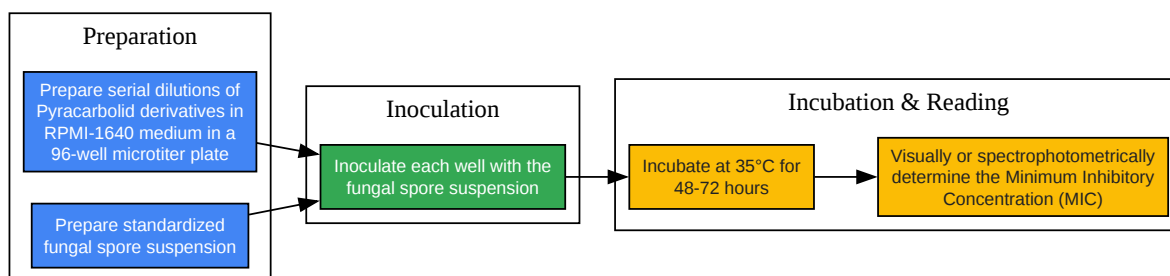 Preparation
Prepare serial dilutions of
Pyracarbolid derivatives in
RPMI-1640 medium in a
96-well microtiter plate
Prepare standardized
fungal spore suspension
Inoculation
Inoculate each well with the
fungal spore suspension
Incubation & Reading
Incubate at 35°C for
48-72 hours
Visually or spectrophotometrically
determine the Minimum Inhibitory
Concentration (MIC)